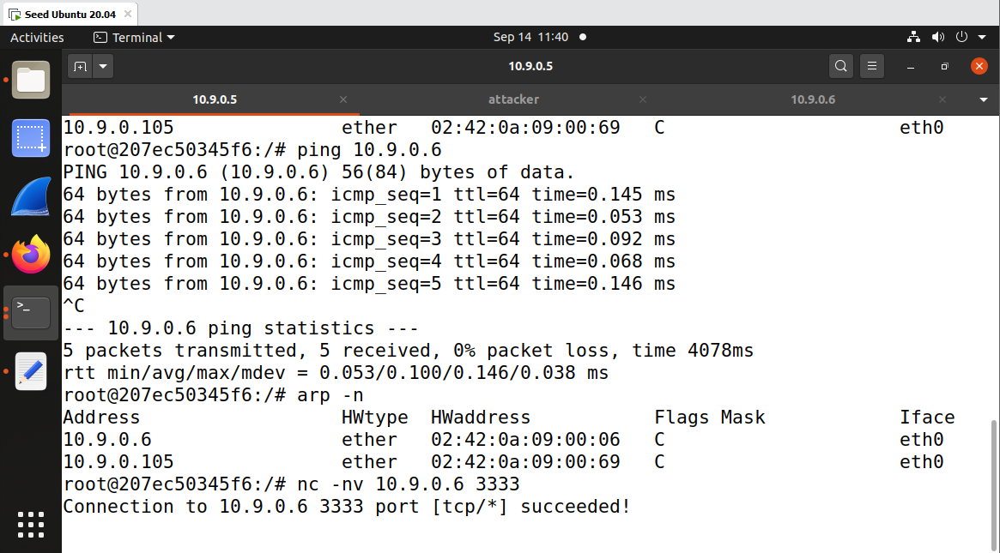 Seed Ubuntu 20.04
Activities Terminal Sep 14 11:40
10.9.0.5
10.9.0.5 attacker 10.9.0.6
10.9.0.105 ether 02:42:0a:09:00:69 C eth0
root@207ec50345f6:/# ping 10.9.0.6
PING 10.9.0.6 (10.9.0.6) 56(84) bytes of data.
64 bytes from 10.9.0.6: icmp_seq=1 ttl=64 time=0.145 ms
64 bytes from 10.9.0.6: icmp_seq=2 ttl=64 time=0.053 ms
64 bytes from 10.9.0.6: icmp_seq=3 ttl=64 time=0.092 ms
64 bytes from 10.9.0.6: icmp_seq=4 ttl=64 time=0.068 ms
64 bytes from 10.9.0.6: icmp_seq=5 ttl=64 time=0.146 ms
^C
--- 10.9.0.6 ping statistics ---
5 packets transmitted, 5 received, 0% packet loss, time 4078ms
rtt min/avg/max/mdev = 0.053/0.100/0.146/0.038 ms
root@207ec50345f6:/# arp -n
Address HWtype HWaddress Flags Mask Iface
10.9.0.6 ether 02:42:0a:09:00:06 C eth0
10.9.0.105 ether 02:42:0a:09:00:69 C eth0
root@207ec50345f6:/# nc -nv 10.9.0.6 3333
Connection to 10.9.0.6 3333 port [tcp/*] succeeded!